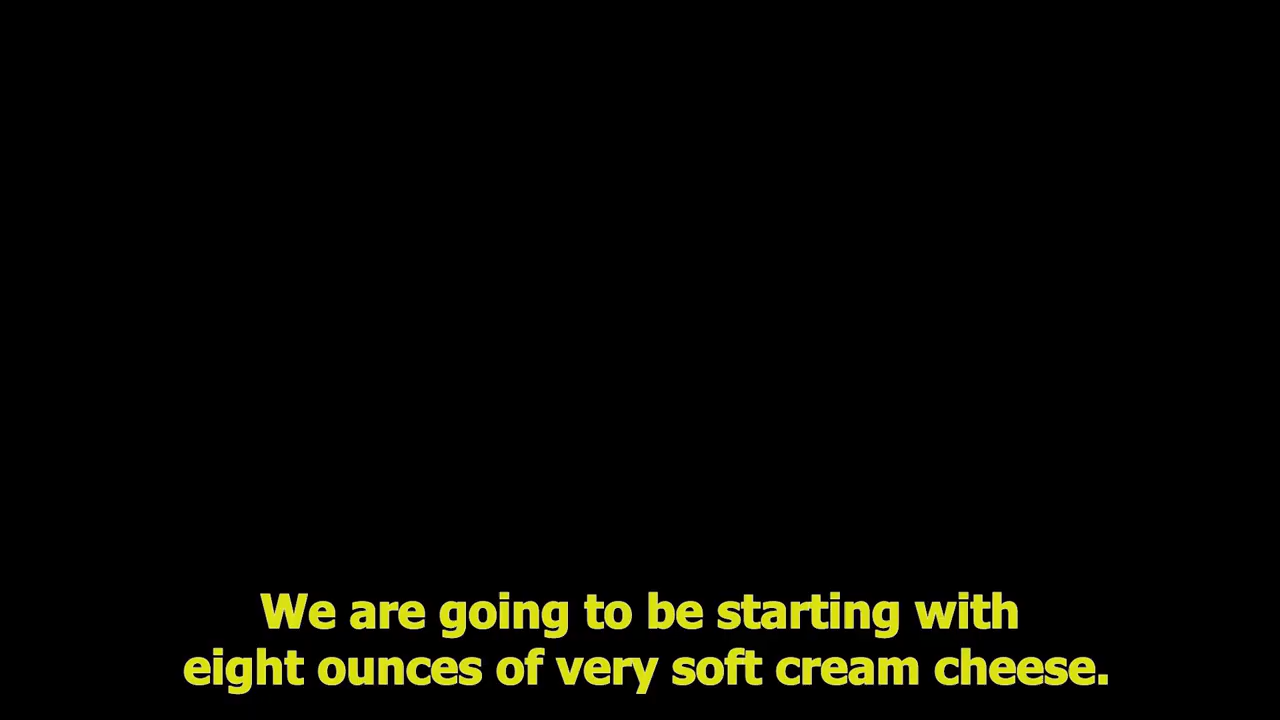 We are going to be starting with
eight ounces of very soft cream cheese.